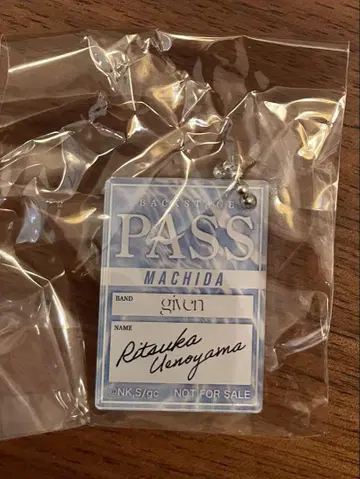 BACKSTAGE
PASS
MACHIDA
BAND
given
NAME
Ritsuka
Uenoyama
©NK,S/gc NOT FOR SALE